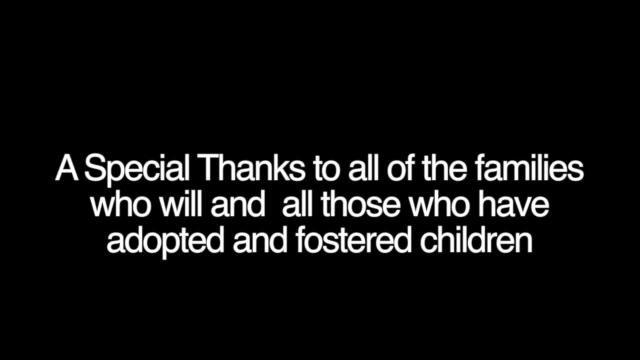 A Special Thanks to all of the families
who will and  all those who have
adopted and fostered children